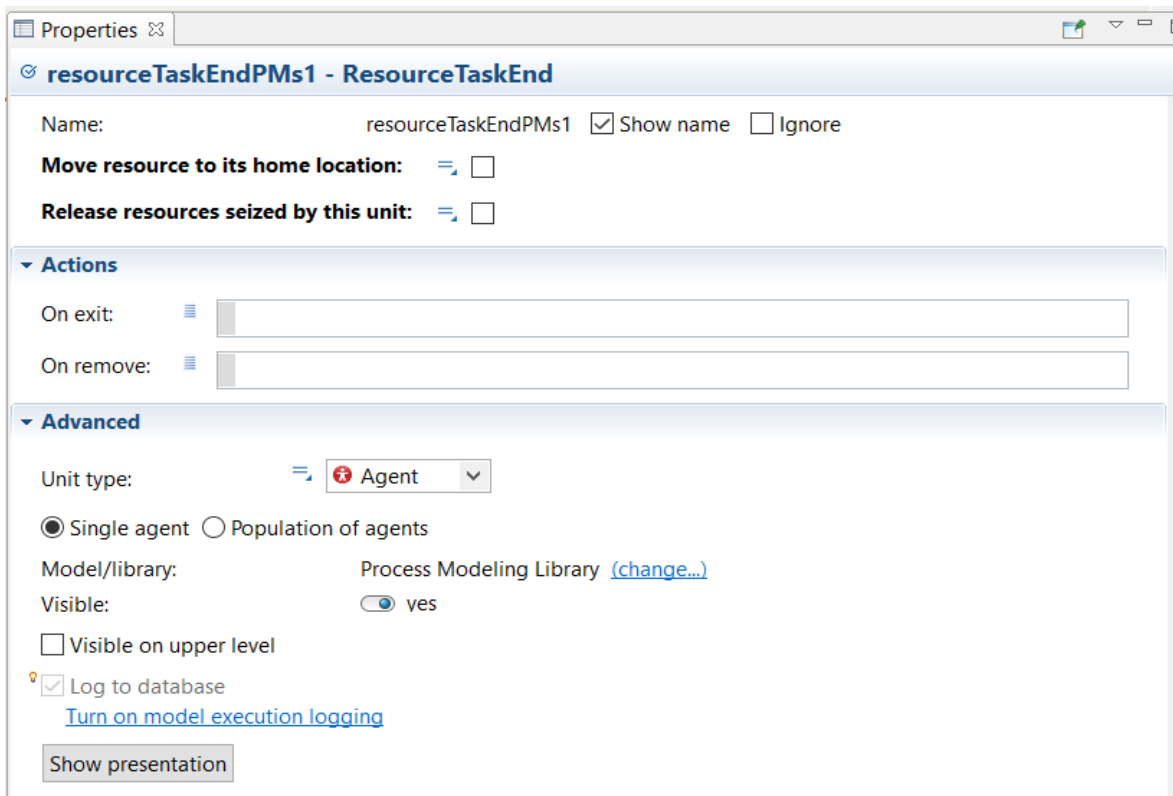 Properties
resourceTaskEndPMs1 - ResourceTaskEnd
Name: resourceTaskEndPMs1 Show name Ignore
Move resource to its home location:
Release resources seized by this unit:
Actions
On exit:
On remove:
Advanced
Unit type: Agent
Single agent Population of agents
Model/library: Process Modeling Library (change...)
Visible: yes
Visible on upper level
Log to database
Turn on model execution logging
Show presentation